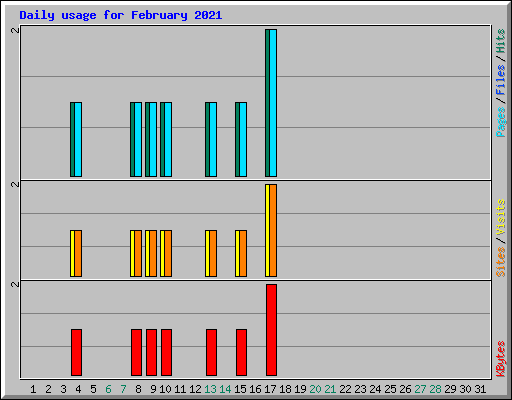 Daily usage for February 2021
2
Pages/Files/Hits
2
Sites/Visits
2
KBytes
1 2 3 4 5 6 7 8 9 10 11 12 13 14 15 16 17 18 19 20 21 22 23 24 25 26 27 28 29 30 31